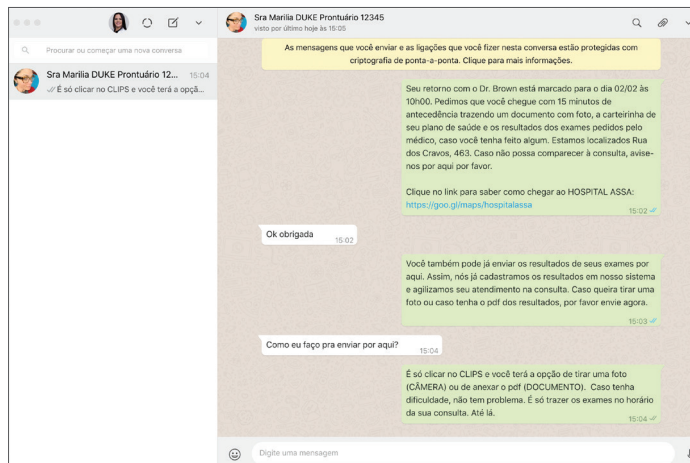 Sra Marilia DUKE Prontuário 12345
visto por último hoje às 15:05
Procurar ou começar uma nova conversa
Sra Marilia DUKE Prontuário 12... 15:04
É só clicar no CLIPS e você terá a opçã...
As mensagens que você enviar e as ligações que você fizer nesta conversa estão protegidas com
criptografia de ponta-a-ponta. Clique para mais informações.
Seu retorno com o Dr. Brown está marcado para o dia 02/02 às
10h00. Pedimos que você chegue com 15 minutos de
antecedência trazendo um documento com foto, a carteirinha de
seu plano de saúde e os resultados dos exames pedidos pelo
médico, caso você tenha feito algum. Estamos localizados Rua
dos Cravos, 463. Caso não possa comparecer à consulta, avise-
nos por aqui por favor.
Clique no link para saber como chegar ao HOSPITAL ASSA:
https://goo.gl/maps/hospitalassa
15:02
Ok obrigada
15:02
Você também pode já enviar os resultados de seus exames por
aqui. Assim, nós já cadastramos os resultados em nosso sistema
e agilizamos seu atendimento na consulta. Caso queira tirar uma
foto ou caso tenha o pdf dos resultados, por favor envie agora.
15:03
Como eu faço pra enviar por aqui?
15:04
É só clicar no CLIPS e você terá a opção de tirar uma foto
(CÂMERA) ou de anexar o pdf (DOCUMENTO). Caso tenha
dificuldade, não tem problema. É só trazer os exames no horário
da sua consulta. Até lá.
15:04
Digite uma mensagem